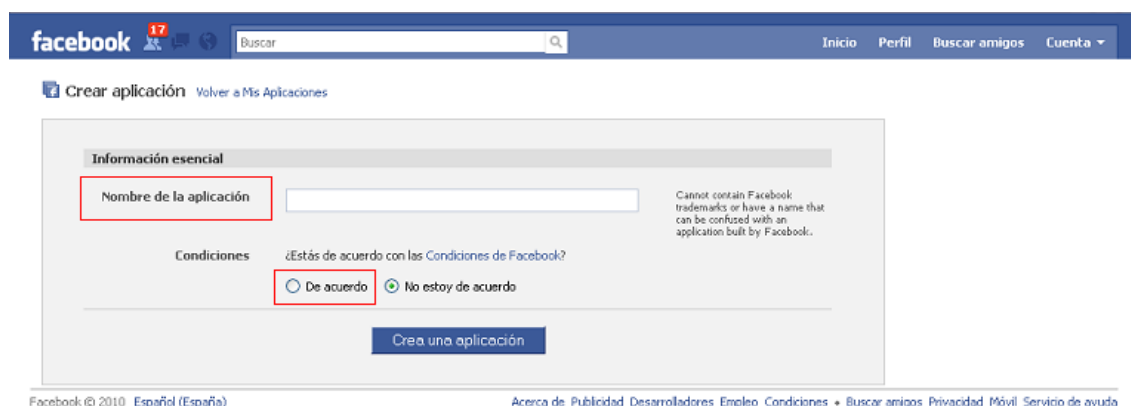 facebook 17 Buscar Inicio Perfil Buscar amigos Cuenta
Crear aplicación Volver a Mis Aplicaciones
Información esencial
Nombre de la aplicación
Cannot contain Facebook
trademarks or have a name that
can be confused with an
application built by Facebook.
Condiciones ¿Estás de acuerdo con las Condiciones de Facebook?
De acuerdo No estoy de acuerdo
Crea una aplicación
Facebook © 2010 Español (España) Acerca de Publicidad Desarrolladores Empleo Condiciones • Buscar amigos Privacidad Móvil Servicio de ayuda